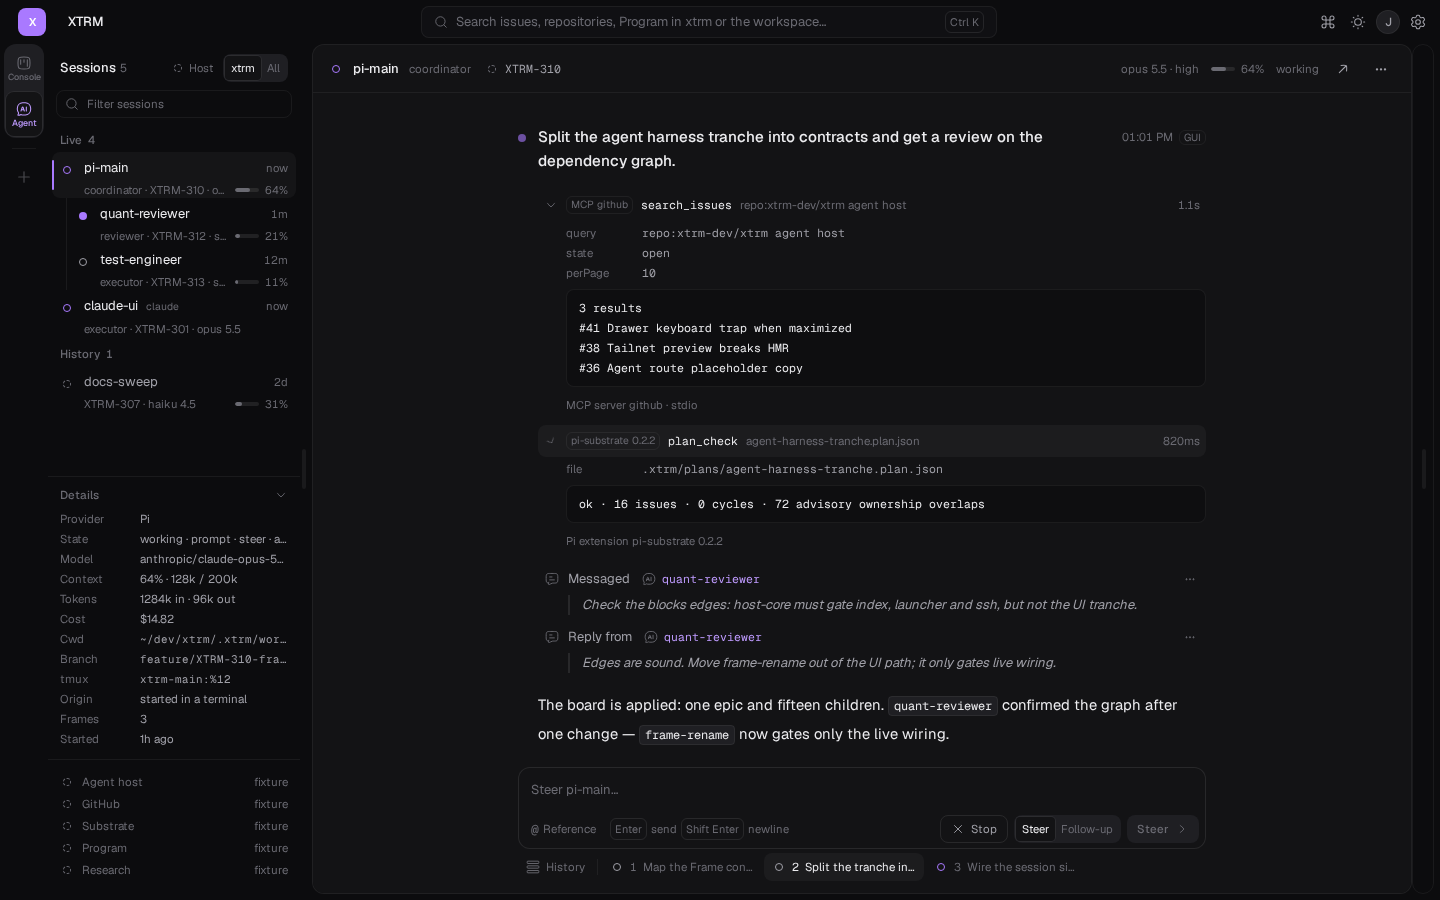 X XTRM
Search issues, repositories, Program in xtrm or the workspace... Ctrl K
J
Console
Agent
Sessions 5 Host xtrm All
Filter sessions
Live 4
pi-main now
coordinator · XTRM-310 · o... 64%
quant-reviewer 1m
reviewer · XTRM-312 · s... 21%
test-engineer 12m
executor · XTRM-313 · s... 11%
claude-ui claude now
executor · XTRM-301 · opus 5.5
History 1
docs-sweep 2d
XTRM-307 · haiku 4.5 31%
Details
Provider Pi
State working · prompt · steer · a...
Model anthropic/claude-opus-5...
Context 64% · 128k / 200k
Tokens 1284k in · 96k out
Cost $14.82
Cwd ~/dev/xtrm/.xtrm/wor...
Branch feature/XTRM-310-fra...
tmux xtrm-main:%12
Origin started in a terminal
Frames 3
Started 1h ago
Agent host fixture
GitHub fixture
Substrate fixture
Program fixture
Research fixture
pi-main coordinator XTRM-310 opus 5.5 · high 64% working
Split the agent harness tranche into contracts and get a review on the 01:01 PM GUI
dependency graph.
MCP github search_issues repo:xtrm-dev/xtrm agent host 1.1s
query repo:xtrm-dev/xtrm agent host
state open
perPage 10
3 results
#41 Drawer keyboard trap when maximized
#38 Tailnet preview breaks HMR
#36 Agent route placeholder copy
MCP server github · stdio
pi-substrate 0.2.2 plan_check agent-harness-tranche.plan.json 820ms
file .xtrm/plans/agent-harness-tranche.plan.json
ok · 16 issues · 0 cycles · 72 advisory ownership overlaps
Pi extension pi-substrate 0.2.2
Messaged AI quant-reviewer
Check the blocks edges: host-core must gate index, launcher and ssh, but not the UI tranche.
Reply from AI quant-reviewer
Edges are sound. Move frame-rename out of the UI path; it only gates live wiring.
The board is applied: one epic and fifteen children. quant-reviewer confirmed the graph after
one change — frame-rename now gates only the live wiring.
Steer pi-main...
@ Reference Enter send Shift Enter newline Stop Steer Follow-up Steer
History 1 Map the Frame con... 2 Split the tranche in... 3 Wire the session si...